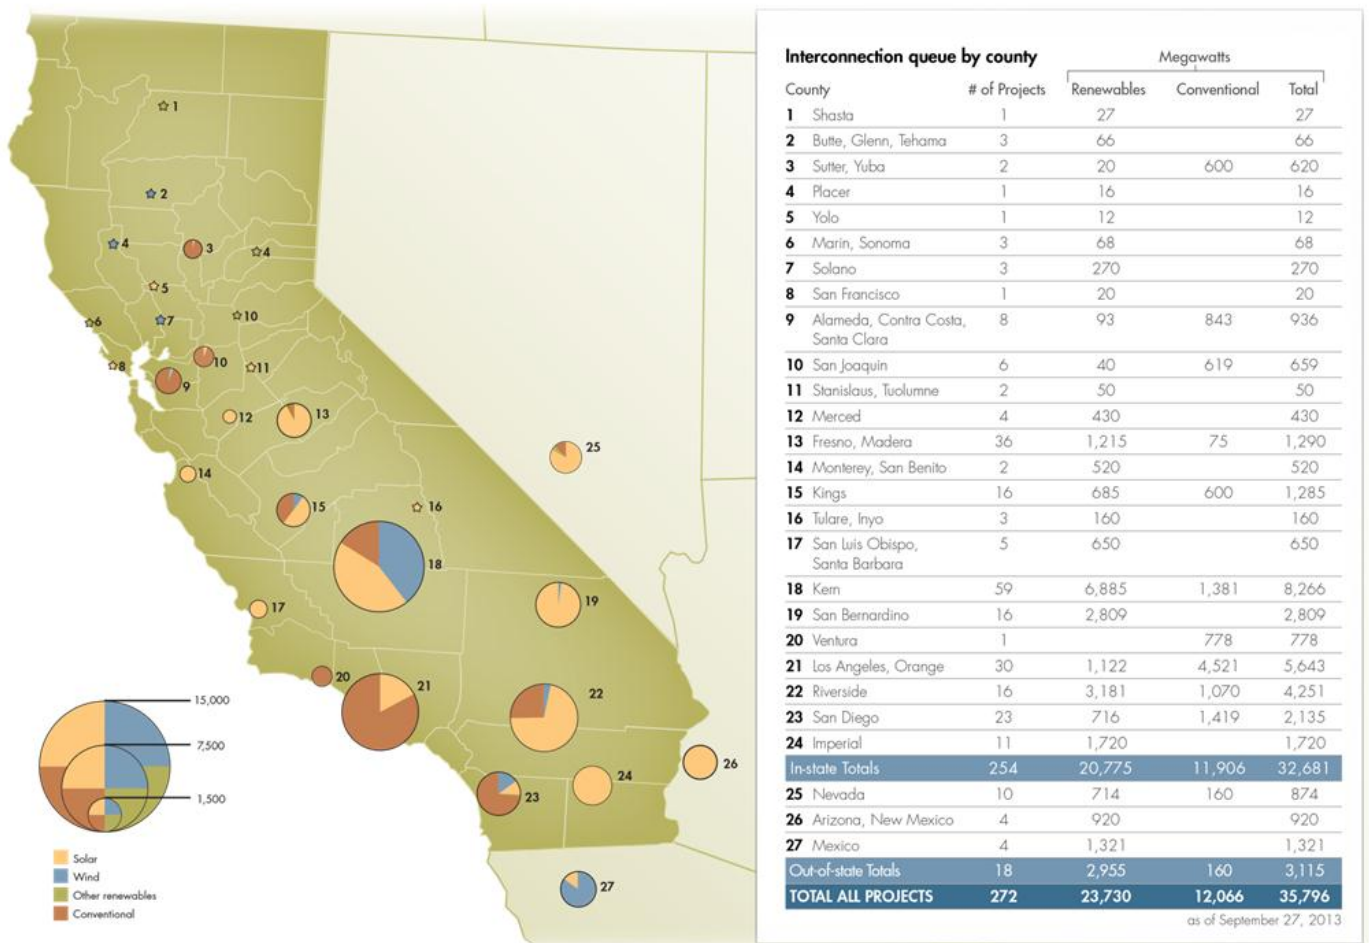 1
2
4
3
4
5
6
7
10
8
10
11
9
12
13
25
14
15
16
18
17
19
20
21
22
26
24
23
27
15,000
7,500
1,500
Solar
Wind
Other renewables
Conventional
Interconnection queue by county
Megawatts
County # of Projects Renewables Conventional Total
1 Shasta 1 27 27
2 Butte, Glenn, Tehama 3 66 66
3 Sutter, Yuba 2 20 600 620
4 Placer 1 16 16
5 Yolo 1 12 12
6 Marin, Sonoma 3 68 68
7 Solano 3 270 270
8 San Francisco 1 20 20
9 Alameda, Contra Costa, 8 93 843 936
Santa Clara
10 San Joaquin 6 40 619 659
11 Stanislaus, Tuolumne 2 50 50
12 Merced 4 430 430
13 Fresno, Madera 36 1,215 75 1,290
14 Monterey, San Benito 2 520 520
15 Kings 16 685 600 1,285
16 Tulare, Inyo 3 160 160
17 San Luis Obispo, 5 650 650
Santa Barbara
18 Kern 59 6,885 1,381 8,266
19 San Bernardino 16 2,809 2,809
20 Ventura 1 778 778
21 Los Angeles, Orange 30 1,122 4,521 5,643
22 Riverside 16 3,181 1,070 4,251
23 San Diego 23 716 1,419 2,135
24 Imperial 11 1,720 1,720
In-state Totals 254 20,775 11,906 32,681
25 Nevada 10 714 160 874
26 Arizona, New Mexico 4 920 920
27 Mexico 4 1,321 1,321
Out-of-state Totals 18 2,955 160 3,115
TOTAL ALL PROJECTS 272 23,730 12,066 35,796
as of September 27, 2013